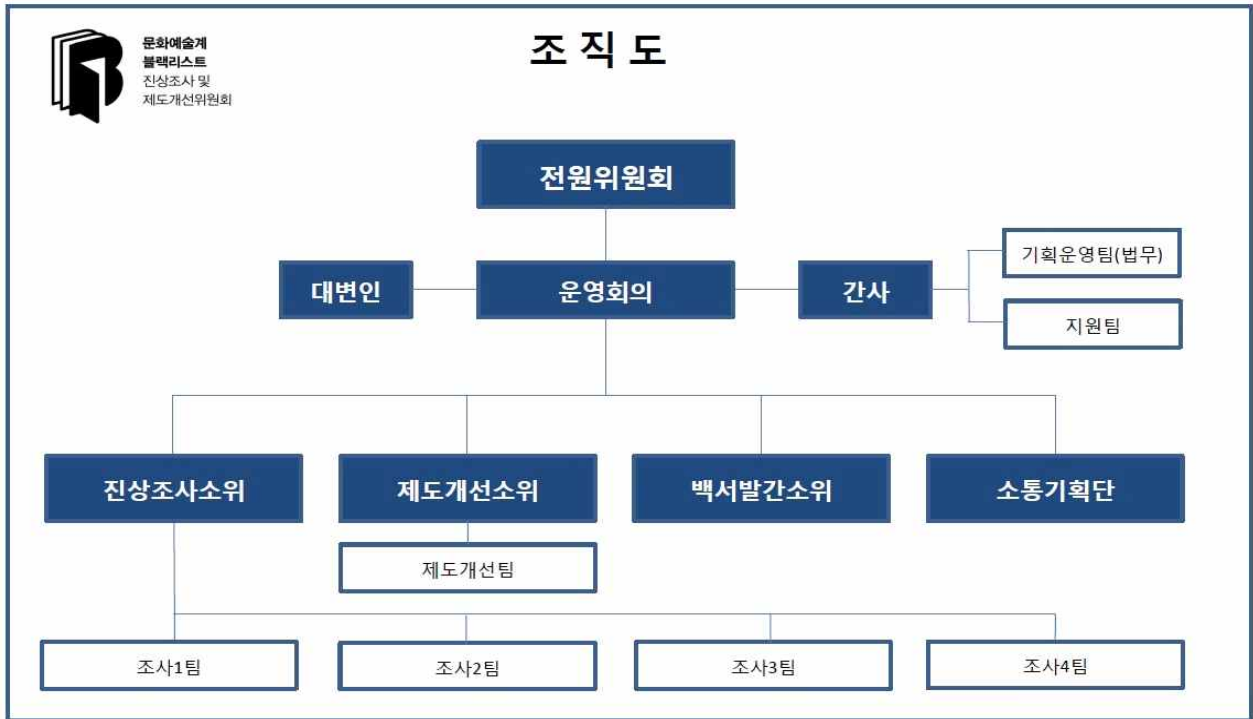 문화예술계
블랙리스트
진상조사 및
제도개선위원회
조 직 도
전원위원회
대변인
운영회의
간사
기획운영팀(법무)
지원팀
진상조사소위
제도개선소위
백서발간소위
소통기획단
제도개선팀
조사1팀
조사2팀
조사3팀
조사4팀